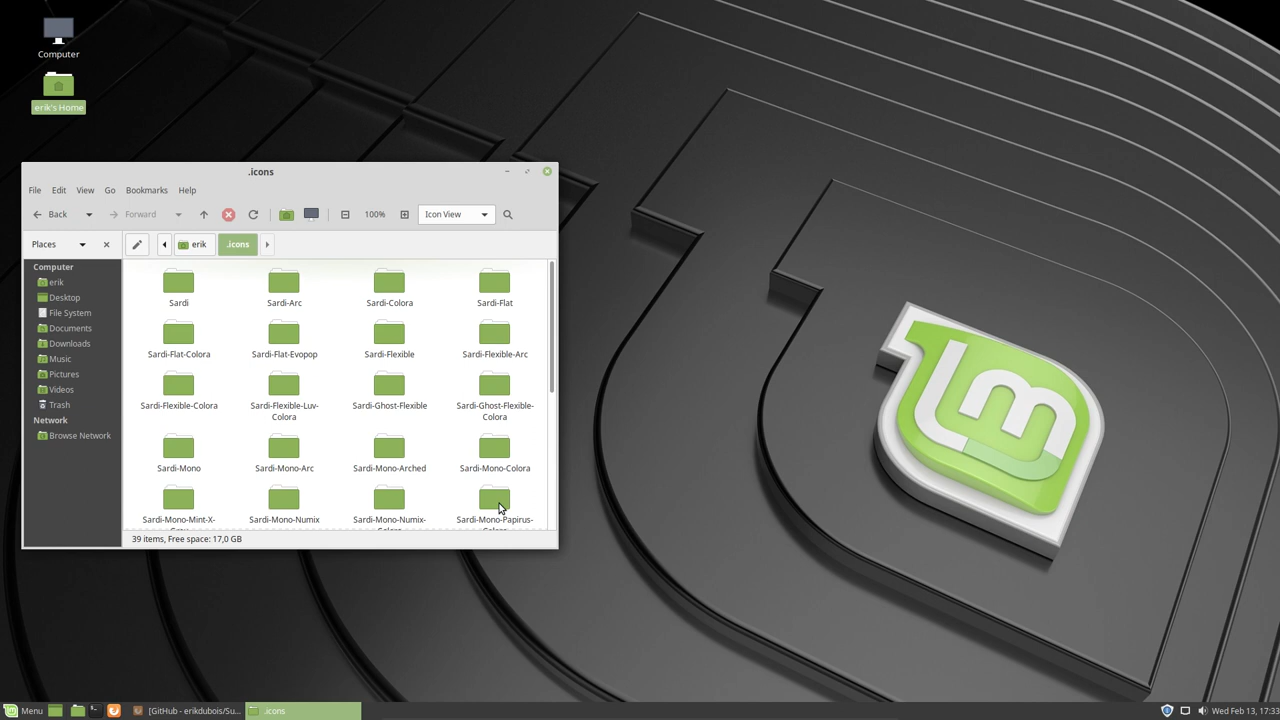 Computer
erik's Home
.icons
File Edit View Go Bookmarks Help
Back Forward 100% Icon View
Places erik .icons
Computer
erik
Desktop
File System
Documents
Downloads
Music
Pictures
Videos
Trash
Network
Browse Network
Sardi Sardi-Arc Sardi-Colora Sardi-Flat
Sardi-Flat-Colora Sardi-Flat-Evopop Sardi-Flexible Sardi-Flexible-Arc
Sardi-Flexible-Colora Sardi-Flexible-Luv-Colora Sardi-Ghost-Flexible Sardi-Ghost-Flexible-Colora
Sardi-Mono Sardi-Mono-Arc Sardi-Mono-Arched Sardi-Mono-Colora
Sardi-Mono-Mint-X- Sardi-Mono-Numix Sardi-Mono-Numix- Sardi-Mono-Papirus-
39 items, Free space: 17,0 GB
Menu [GitHub - erikdubois/Su... .icons Wed Feb 13, 17:33